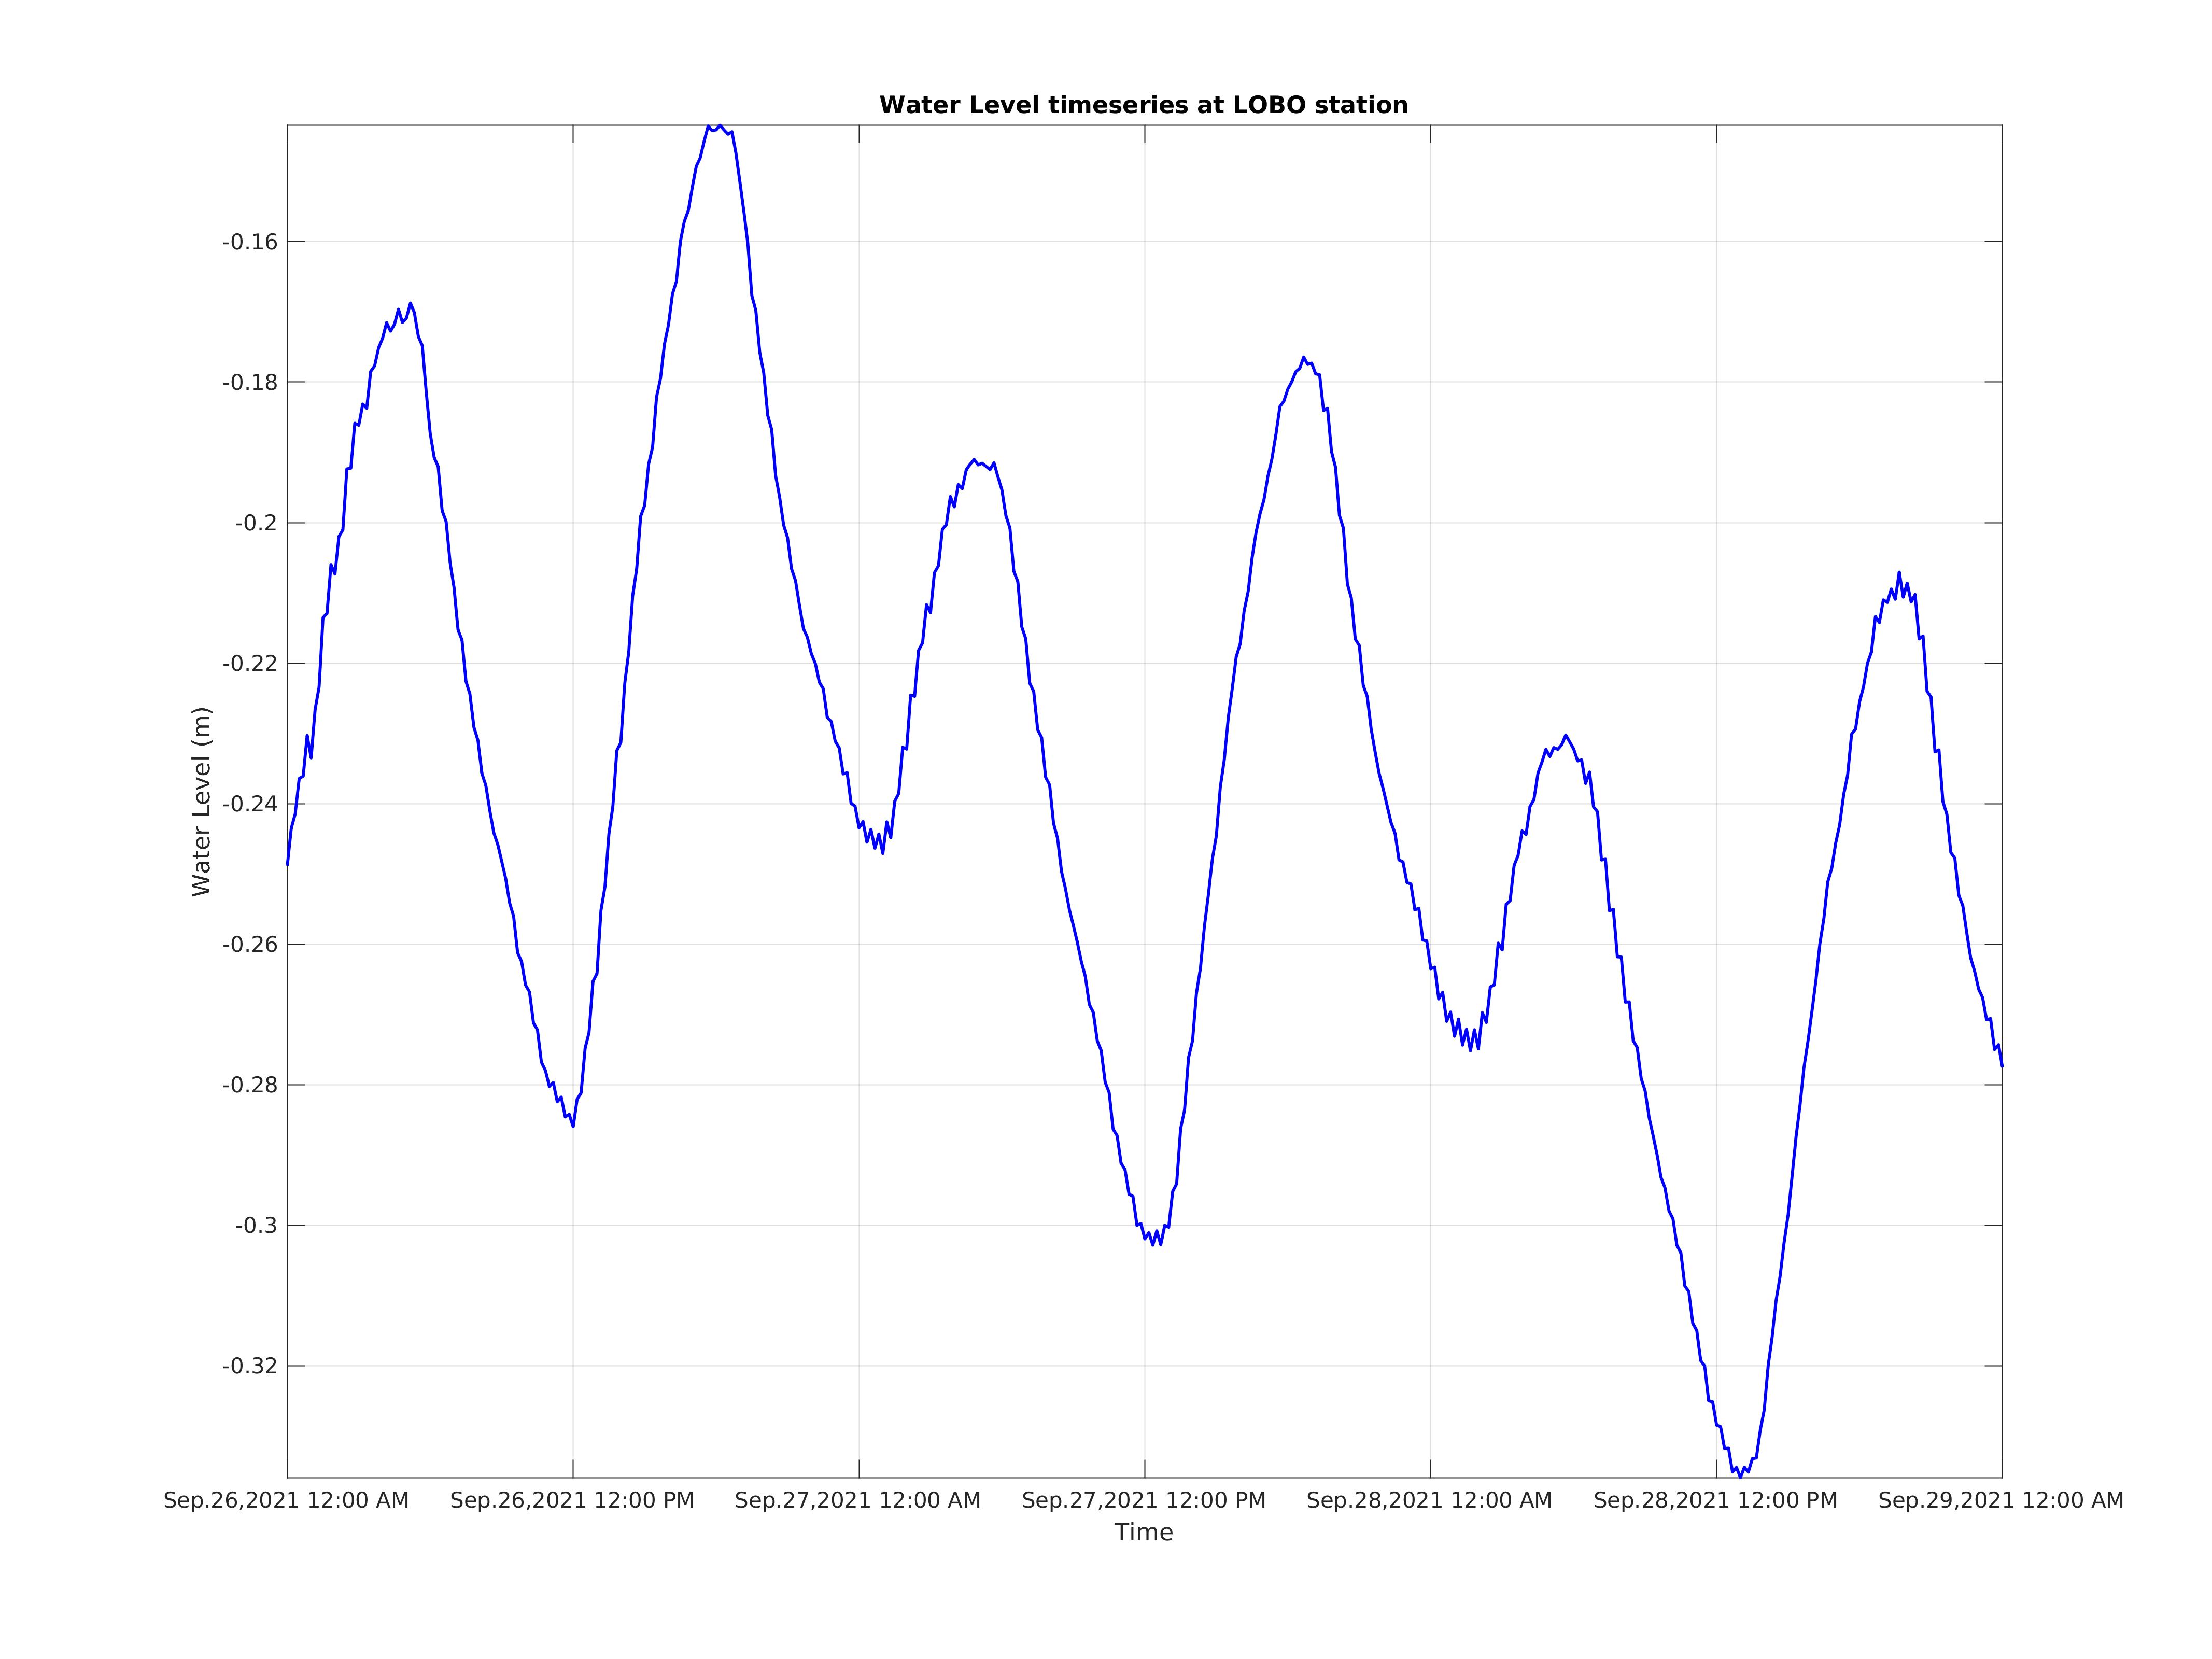 Water Level timeseries at LOBO station
-0.16
-0.18
-0.2
-0.22
-0.24
-0.26
-0.28
-0.3
-0.32
Water Level (m)
Sep.26,2021 12:00 AM Sep.26,2021 12:00 PM Sep.27,2021 12:00 AM Sep.27,2021 12:00 PM Sep.28,2021 12:00 AM Sep.28,2021 12:00 PM Sep.29,2021 12:00 AM
Time